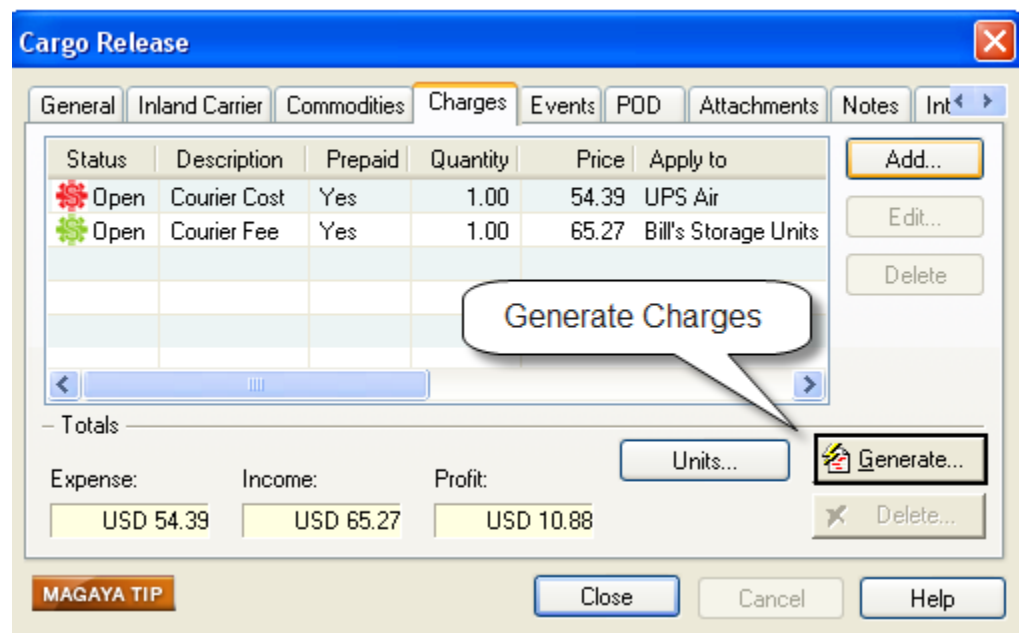 Cargo Release
General Inland Carrier Commodities Charges Events POD Attachments Notes Int
Status Description Prepaid Quantity Price Apply to
Open Courier Cost Yes 1.00 54.39 UPS Air
Open Courier Fee Yes 1.00 65.27 Bill's Storage Units
Add...
Edit...
Delete
Generate Charges
Totals
Units...
Generate...
Expense: Income: Profit:
USD 54.39 USD 65.27 USD 10.88
Delete...
MAGAYA TIP
Close Cancel Help